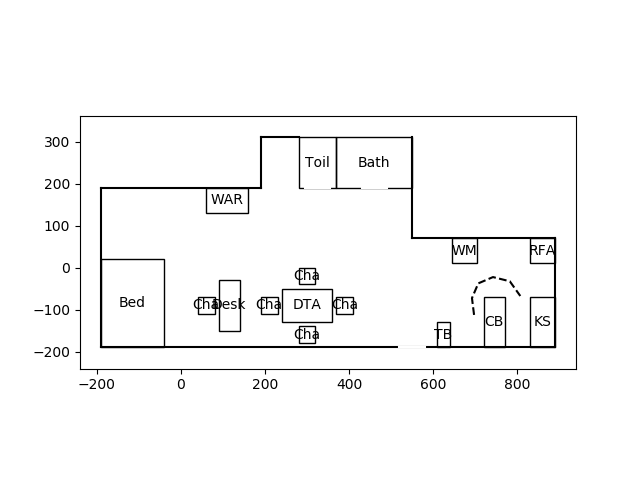 300
200
100
0
−100
−200
Toil
Bath
WAR
WM
RFA
Cha
Bed
Cha
Desk
Cha
DTA
Cha
CB
KS
Cha
TB
−200
0
200
400
600
800